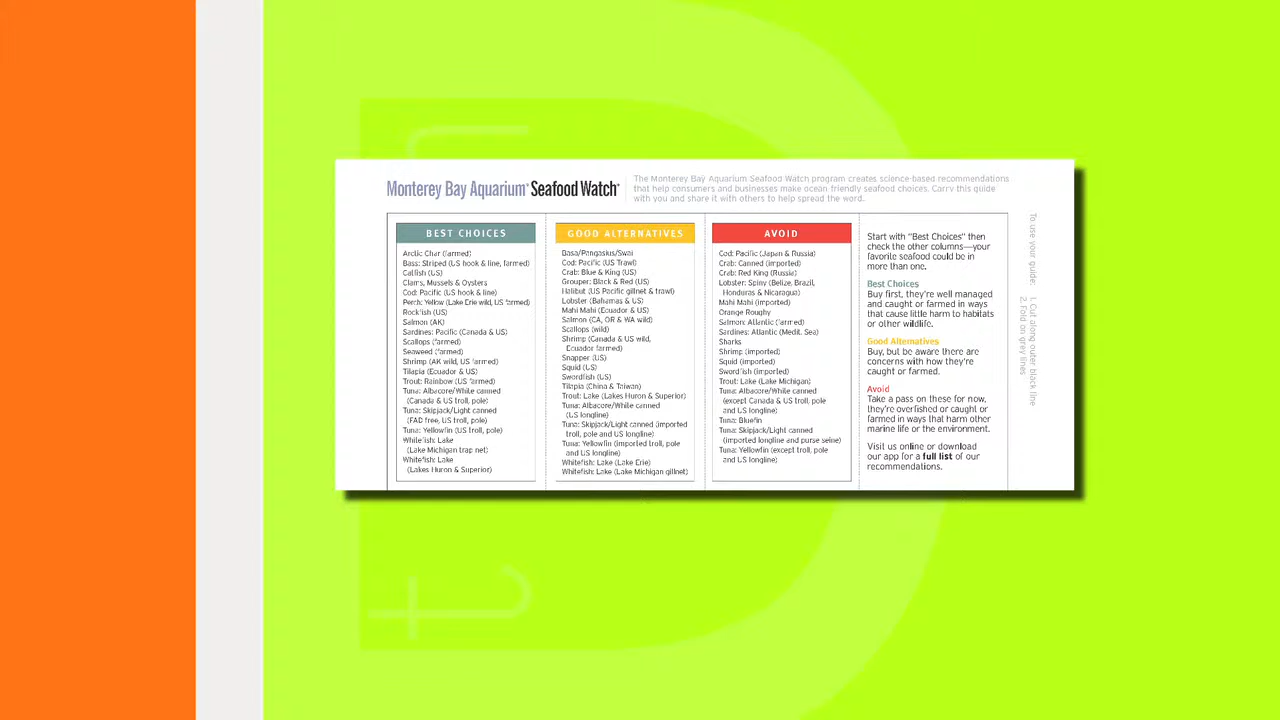 Monterey Bay Aquarium® Seafood Watch®
The Monterey Bay Aquarium Seafood Watch program creates science-based recommendations
that help consumers and businesses make ocean friendly seafood choices. Carry this guide
with you and share it with others to help spread the word.
BEST CHOICES
Arctic Char (farmed)
Bass: Striped (US hook & line, farmed)
Catfish (US)
Clams, Mussels & Oysters
Cod: Pacific (US hook & line)
Perch: Yellow (Lake Erie wild, US farmed)
Rockfish (US)
Salmon (AK)
Sardines: Pacific (Canada & US)
Scallops (farmed)
Seaweed (farmed)
Shrimp (AK wild, US farmed)
Tilapia (Ecuador & US)
Trout: Rainbow (US farmed)
Tuna: Albacore/White canned
(Canada & US troll, pole)
Tuna: Skipjack/Light canned
(FAD free, US troll, pole)
Tuna: Yellowfin (US troll, pole)
Whitefish: Lake
(Lake Michigan trap net)
Whitefish: Lake
(Lakes Huron & Superior)
GOOD ALTERNATIVES
Basa/Pangasius/Swai
Cod: Pacific (US Trawl)
Crab: Blue & King (US)
Grouper: Black & Red (US)
Halibut (US Pacific gillnet & trawl)
Lobster (Bahamas & US)
Mahi Mahi (Ecuador & US)
Salmon (CA, OR & WA wild)
Scallops (wild)
Shrimp (Canada & US wild,
Ecuador farmed)
Snapper (US)
Squid (US)
Swordfish (US)
Tilapia (China & Taiwan)
Trout: Lake (Lakes Huron & Superior)
Tuna: Albacore/White canned
(US longline)
Tuna: Skipjack/Light canned (imported
troll, pole and US longline)
Tuna: Yellowfin (imported troll, pole
and US longline)
Whitefish: Lake (Lake Erie)
Whitefish: Lake (Lake Michigan gillnet)
AVOID
Cod: Pacific (Japan & Russia)
Crab: Canned (imported)
Crab: Red King (Russia)
Lobster: Spiny (Belize, Brazil,
Honduras & Nicaragua)
Mahi Mahi (imported)
Orange Roughy
Salmon: Atlantic (farmed)
Sardines: Atlantic (Medit. Sea)
Sharks
Shrimp (imported)
Squid (imported)
Swordfish (imported)
Trout: Lake (Lake Michigan)
Tuna: Albacore/White canned
(except Canada & US troll, pole
and US longline)
Tuna: Bluefin
Tuna: Skipjack/Light canned
(imported longline and purse seine)
Tuna: Yellowfin (except troll, pole
and US longline)
Start with "Best Choices" then
check the other columns—your
favorite seafood could be in
more than one.
Best Choices
Buy first, they're well managed
and caught or farmed in ways
that cause little harm to habitats
or other wildlife.
Good Alternatives
Buy, but be aware there are
concerns with how they're
caught or farmed.
Avoid
Take a pass on these for now,
they're overfished or caught or
farmed in ways that harm other
marine life or the environment.
Visit us online or download
our app for a full list of our
recommendations.
To use your guide: 1. Cut along outer black line
2. Fold on grey lines